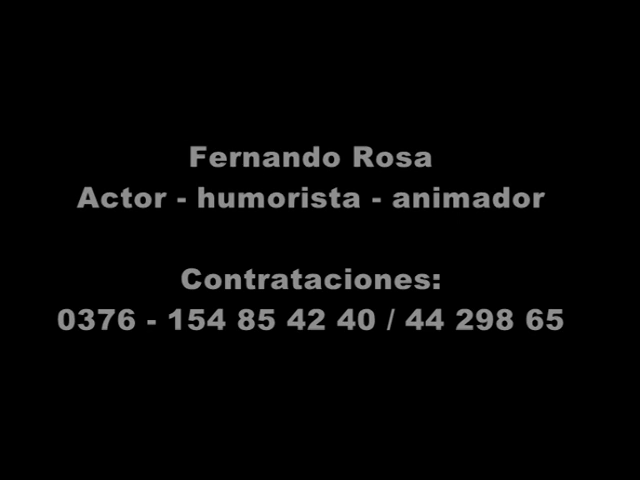 Fernando Rosa
Actor - humorista - animador
Contrataciones:
0376 - 154 85 42 40 / 44 298 65